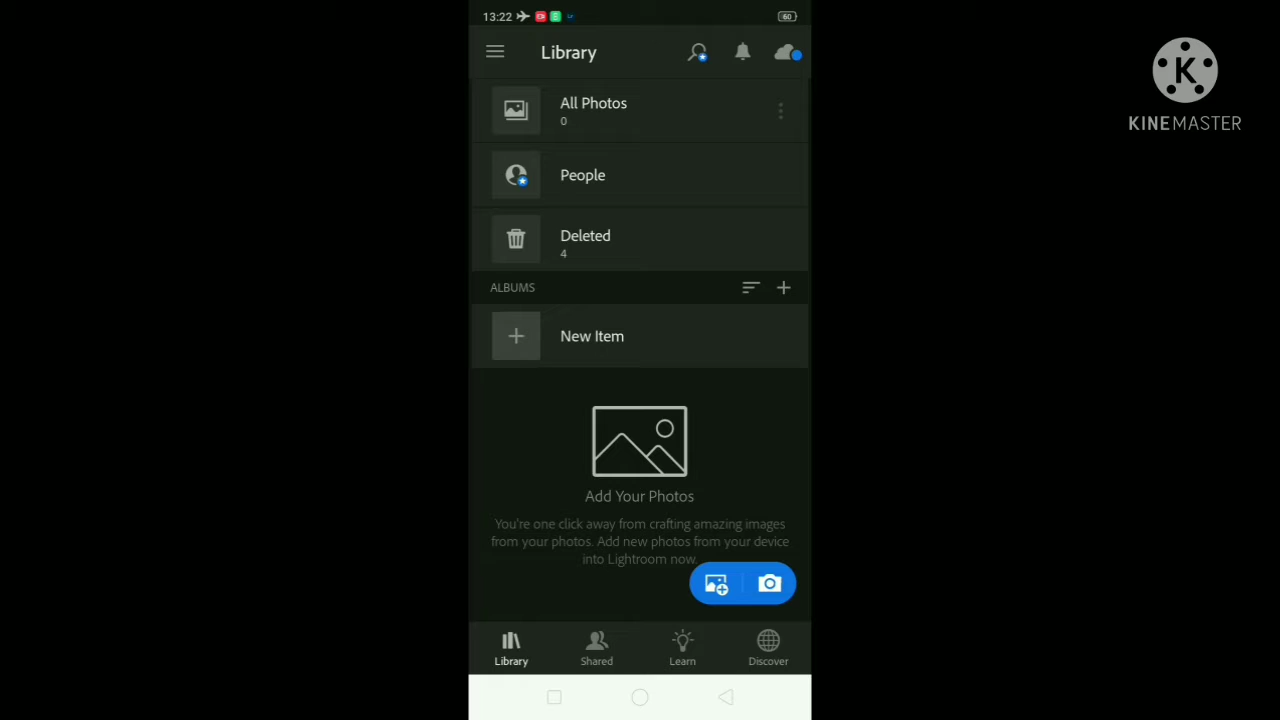 13:22
60
Library
KINEMASTER
All Photos
0
People
Deleted
4
ALBUMS
New Item
Add Your Photos
You're one click away from crafting amazing images
from your photos. Add new photos from your device
into Lightroom now.
Library
Shared
Learn
Discover